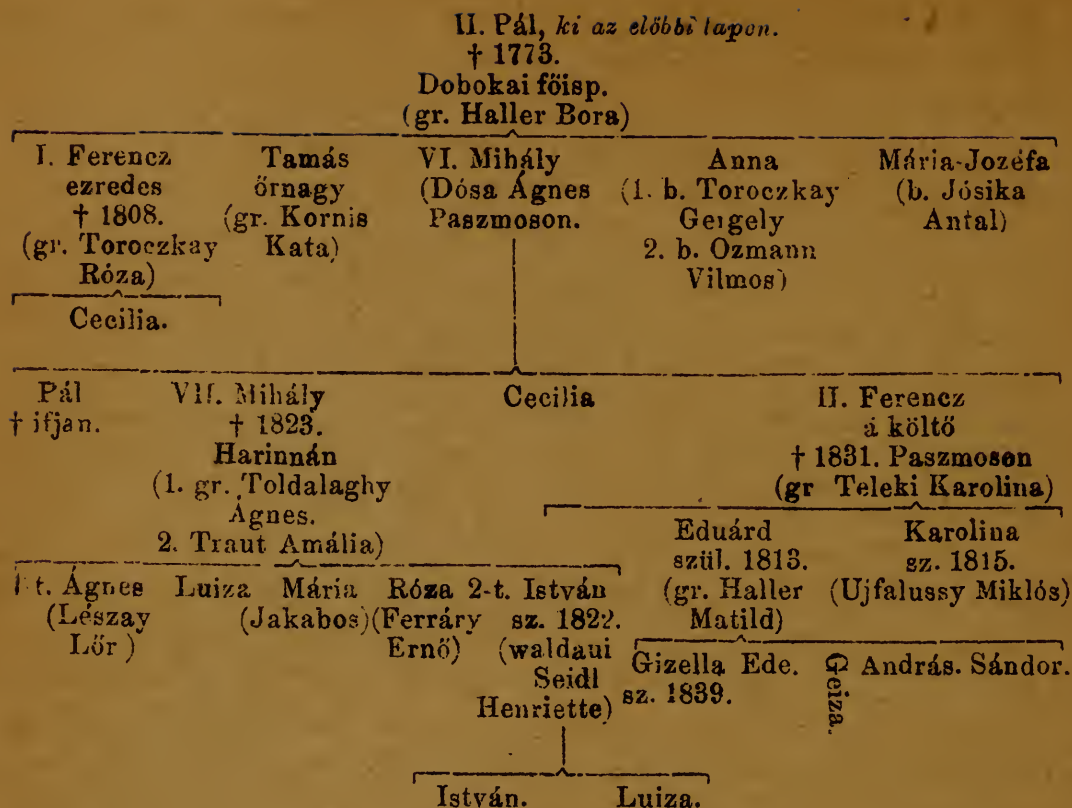 II. Pál, ki az előbbi lapon.
† 1773.
Dobokai főisp.
(gr. Haller Bora)
I. Ferencz Tamás VI. Mihály Anna Mária-Jozéfa
ezredes őrnagy (Dósa Ágnes (1. b. Toroczkay (b. Jósika
† 1808. (gr. Kornis Paszmoson. Gergely Antal)
(gr. Toroczkay Kata) 2. b. Ozmann
Róza) Vilmos)
Cecilia.
Pál VII. Mihály Cecilia II. Ferencz
† ifjan. † 1823. á költő
Harinnán † 1831. Paszmoson
(1. gr. Toldalaghy (gr Teleki Karolina)
Ágnes.
2. Traut Amália)
Eduárd Karolina
szül. 1813. sz. 1815.
(gr. Haller (Ujfalussy Miklós)
Matild)
1-t. Ágnes Luiza Mária Róza 2-t. István
(Lészay (Jakabos) (Ferráry sz. 1822.
Lőr ) Ernő) (waldaui
Seidl
Henriette)
Gizella Ede. Geiza. András. Sándor.
sz. 1839.
István. Luiza.